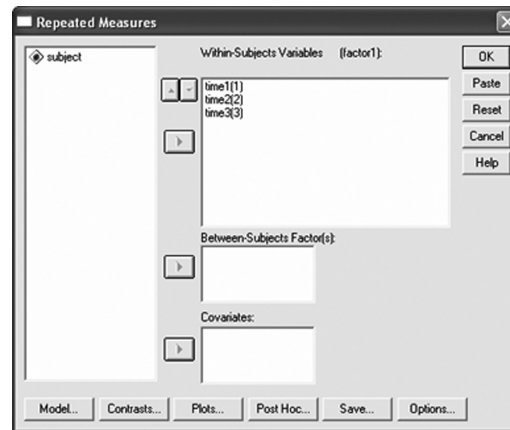 Repeated Measures
subject
Within-Subjects Variables (factor1):
time1(1)
time2(2)
time3(3)
OK
Paste
Reset
Cancel
Help
Between-Subjects Factor(s):
Covariates:
Model...
Contrasts...
Plots...
Post Hoc...
Save...
Options...